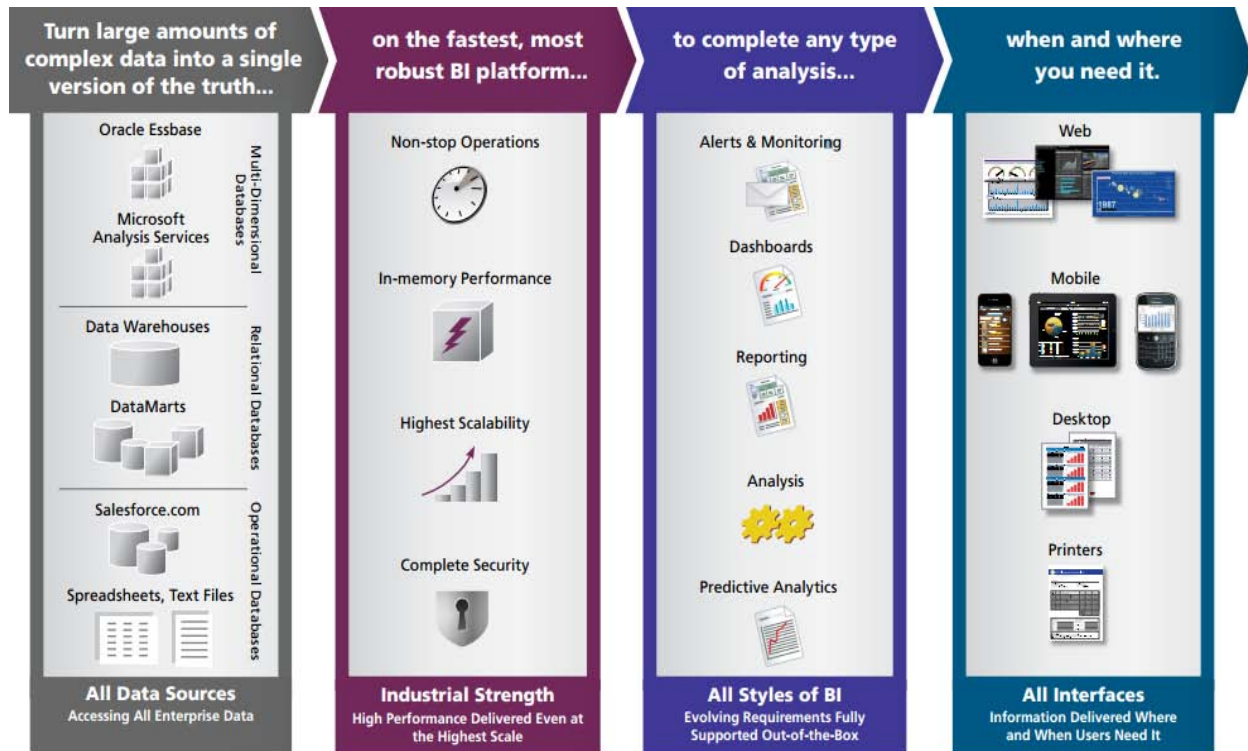 Turn large amounts of
complex data into a single
version of the truth...
on the fastest, most
robust BI platform...
to complete any type
of analysis...
when and where
you need it.
Oracle Essbase
Microsoft
Analysis Services
Multi-Dimensional
Databases
Data Warehouses
DataMarts
Relational Databases
Salesforce.com
Spreadsheets, Text Files
Operational Databases
All Data Sources
Accessing All Enterprise Data
Non-stop Operations
In-memory Performance
Highest Scalability
Complete Security
Industrial Strength
High Performance Delivered Even at
the Highest Scale
Alerts & Monitoring
Dashboards
Reporting
Analysis
Predictive Analytics
All Styles of BI
Evolving Requirements Fully
Supported Out-of-the-Box
Web
1987
Mobile
Desktop
Printers
All Interfaces
Information Delivered Where
and When Users Need It